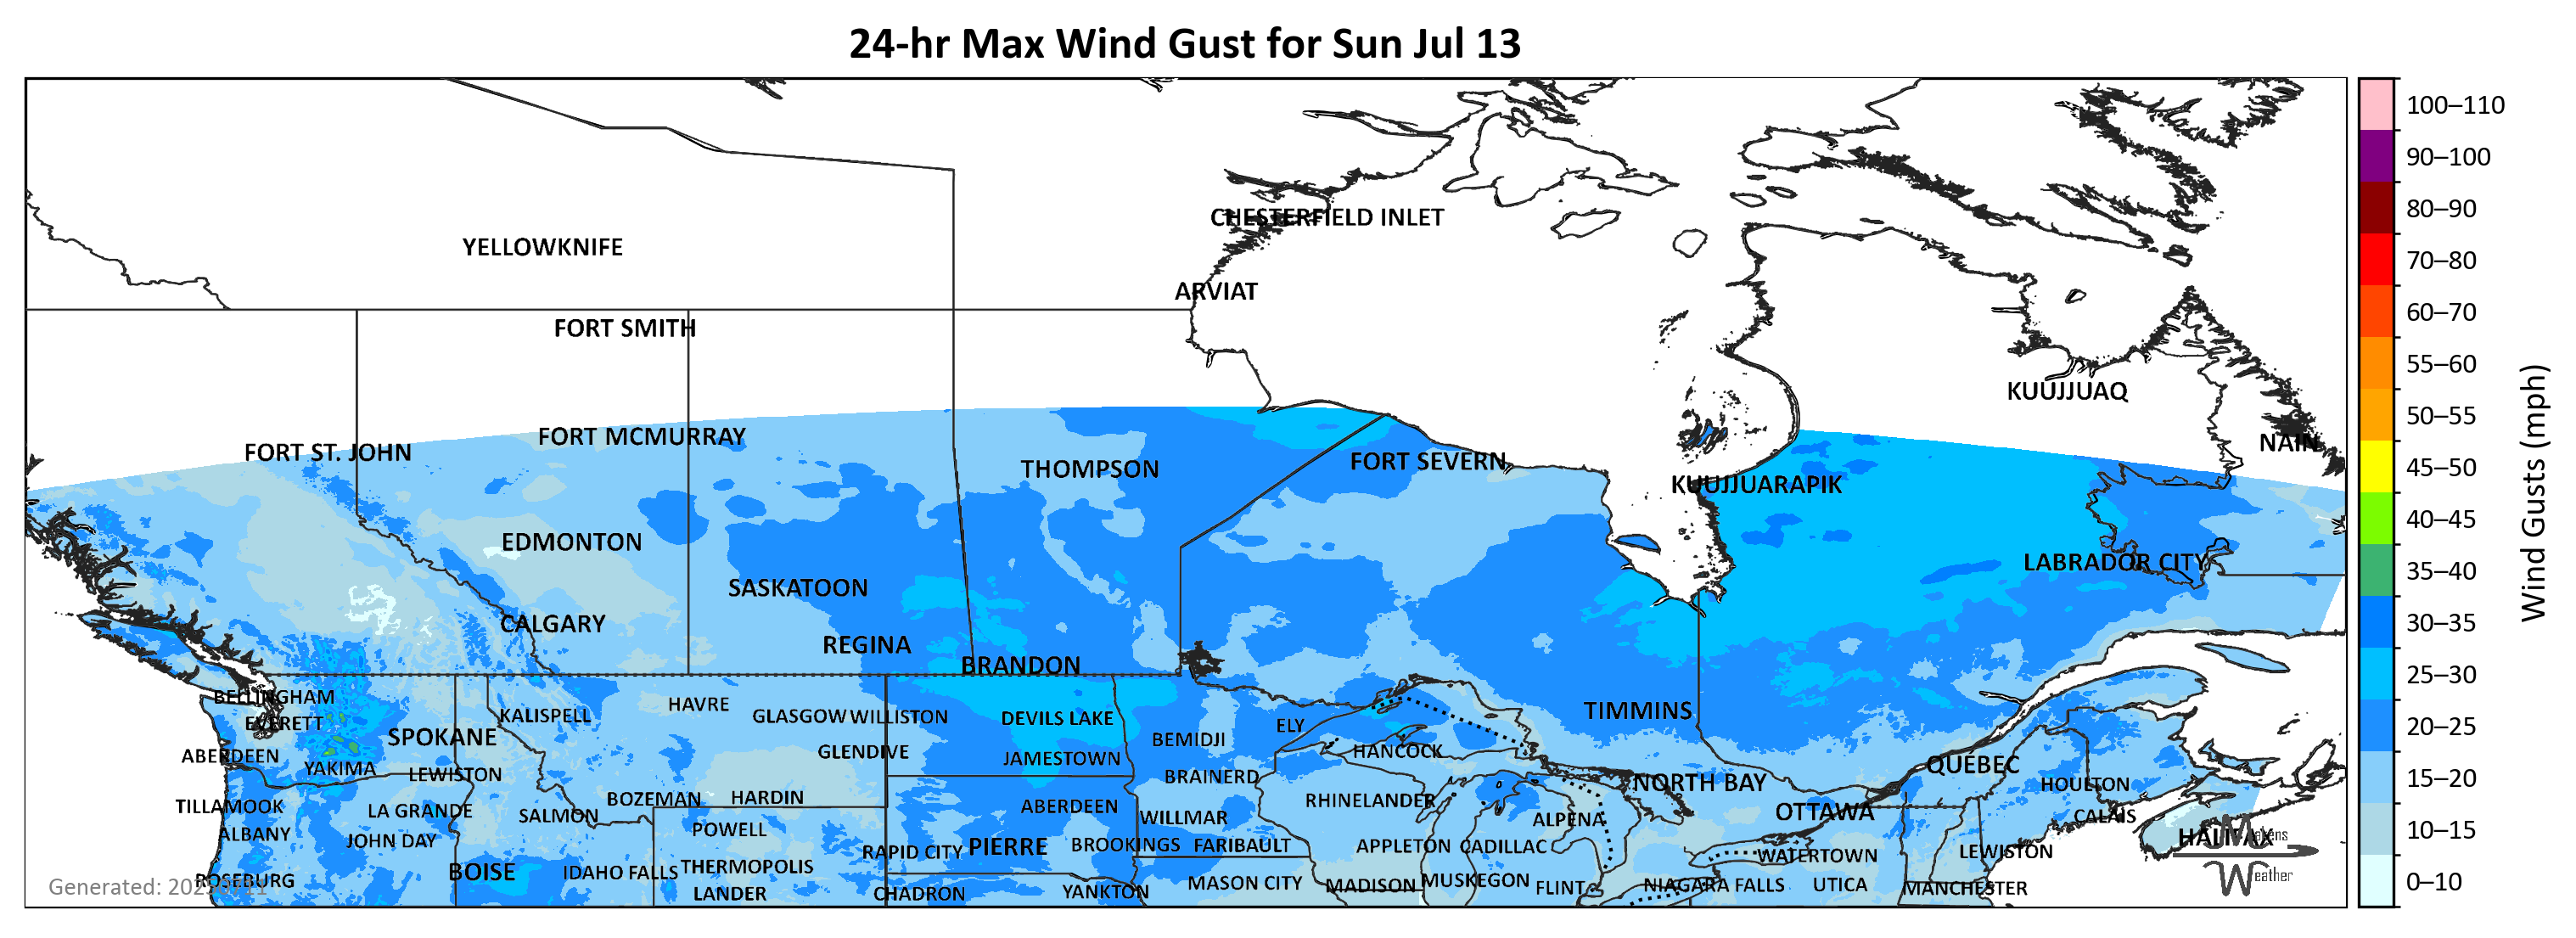 24-hr Max Wind Gust for Sun Jul 13
100–110
90–100
80–90
70–80
60–70
55–60
50–55
45–50
40–45
35–40
30–35
25–30
20–25
15–20
10–15
0–10
Wind Gusts (mph)
CHESTERFIELD INLET
YELLOWKNIFE
ARVIAT
FORT SMITH
KUUJJUAQ
FORT MCMURRAY
NAIN
FORT ST. JOHN
FORT SEVERN
THOMPSON
KUUJJUARAPIK
EDMONTON
LABRADOR CITY
SASKATOON
CALGARY
REGINA
BRANDON
BELLINGHAM
HAVRE
TIMMINS
KALISPELL
GLASGOW
WILLISTON
DEVILS LAKE
EVERETT
ELY
SPOKANE
BEMIDJI
HANCOCK
GLENDIVE
ABERDEEN
JAMESTOWN
QUÉBEC
YAKIMA
LEWISTON
BRAINERD
NORTH BAY
HOULTON
BOZEMAN
HARDIN
RHINELANDER
TILLAMOOK
ABERDEEN
LA GRANDE
OTTAWA
SALMON
CALAIS
WILLMAR
ALPENA
POWELL
ALBANY
HALIFAX
JOHN DAY
BROOKINGS
FARIBAULT
APPLETON
CADILLAC
PIERRE
RAPID CITY
LEWISTON
WATERTOWN
THERMOPOLIS
BOISE
IDAHO FALLS
ROSEBURG
MUSKEGON
MASON CITY
MADISON
NIAGARA FALLS
UTICA
FLINT
MANCHESTER
YANKTON
LANDER
CHADRON
Generated:
Weather